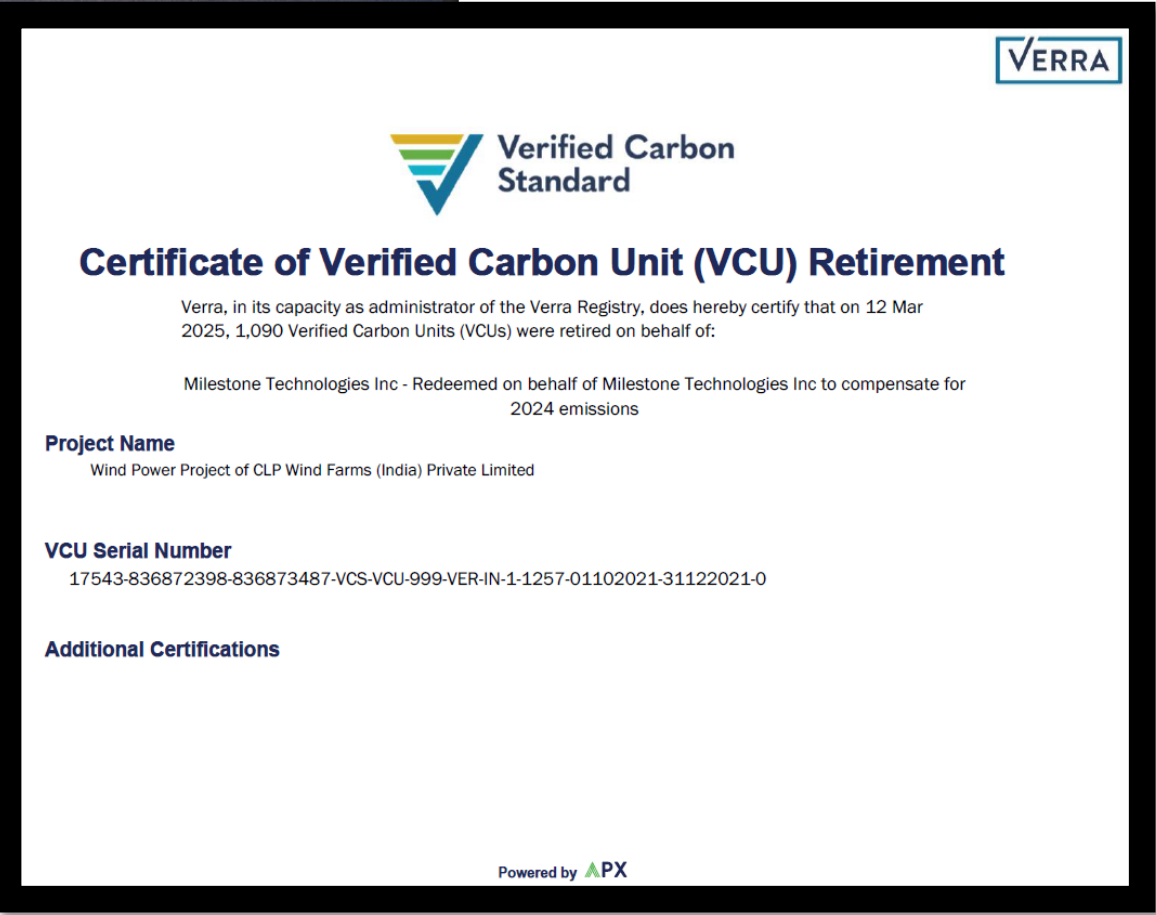 VERRA
Verified Carbon
Standard
Certificate of Verified Carbon Unit (VCU) Retirement
Verra, in its capacity as administrator of the Verra Registry, does hereby certify that on 12 Mar
2025, 1,090 Verified Carbon Units (VCUs) were retired on behalf of:
Milestone Technologies Inc - Redeemed on behalf of Milestone Technologies Inc to compensate for
2024 emissions
Project Name
Wind Power Project of CLP Wind Farms (India) Private Limited
VCU Serial Number
17543-836872398-836873487-VCS-VCU-999-VER-IN-1-1257-01102021-31122021-0
Additional Certifications
Powered by APX